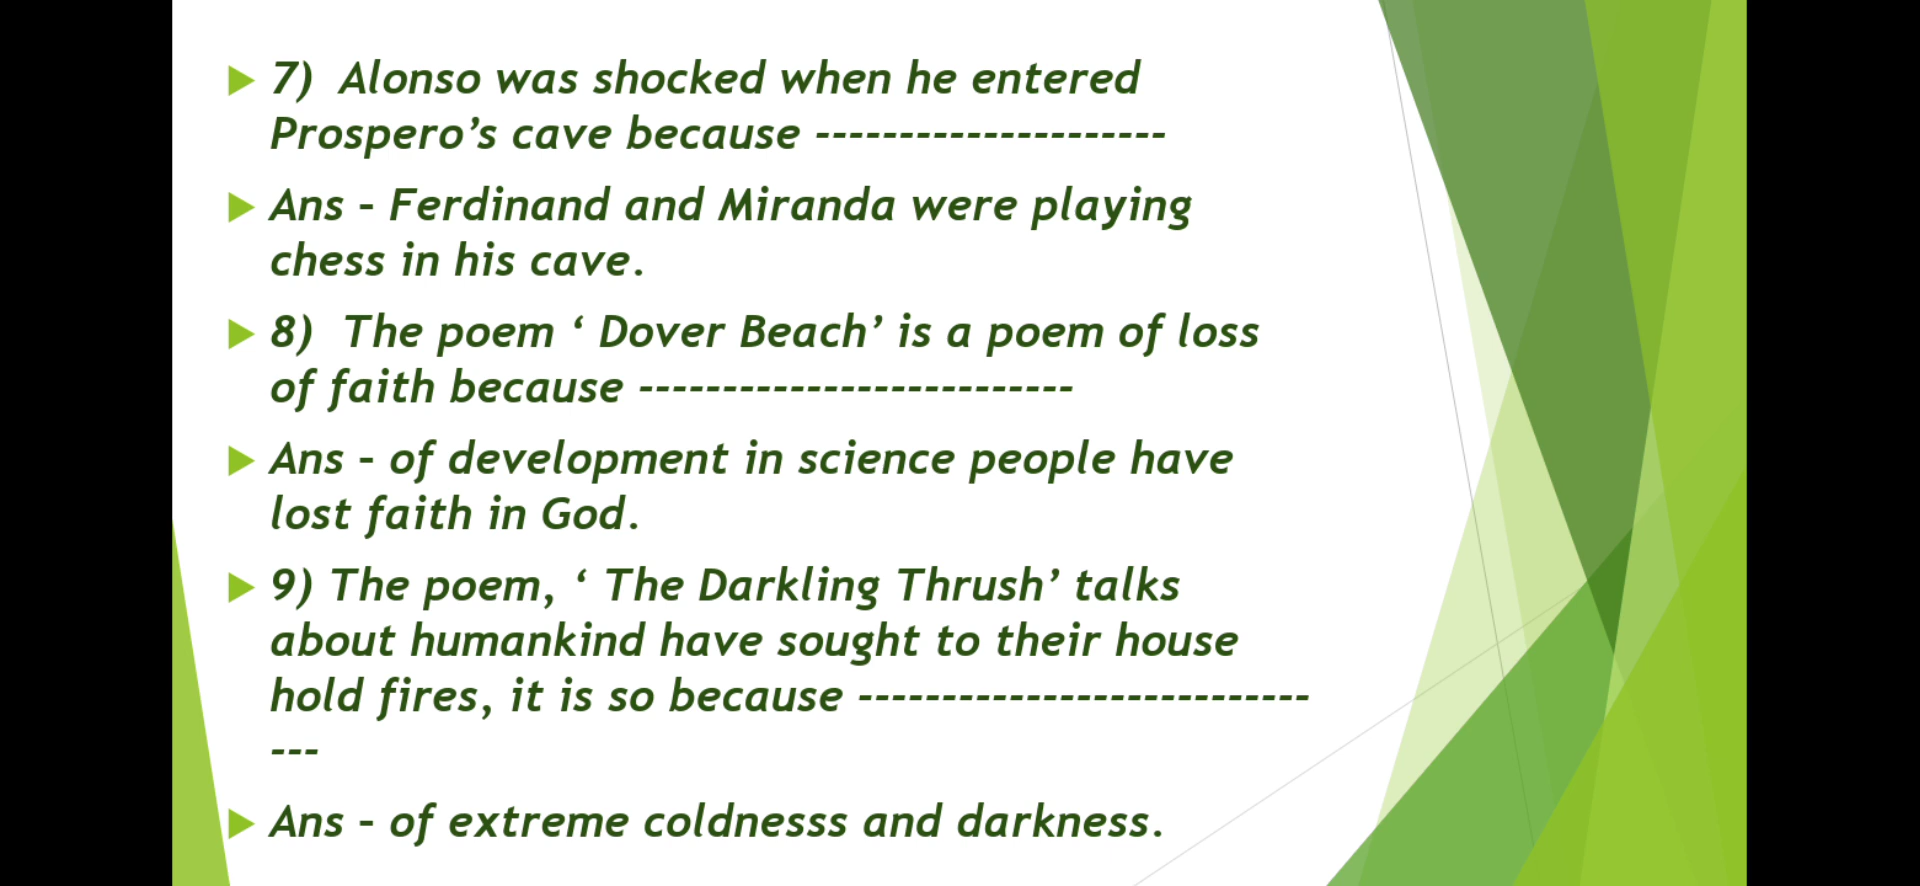 7)  Alonso was shocked when he entered
Prospero’s cave because ---------------------
Ans – Ferdinand and Miranda were playing
chess in his cave.
8)  The poem ‘ Dover Beach’ is a poem of loss
of faith because --------------------------
Ans – of development in science people have
lost faith in God.
9) The poem, ‘ The Darkling Thrush’ talks
about humankind have sought to their house
hold fires, it is so because ---------------------------
---
Ans – of extreme coldnesss and darkness.